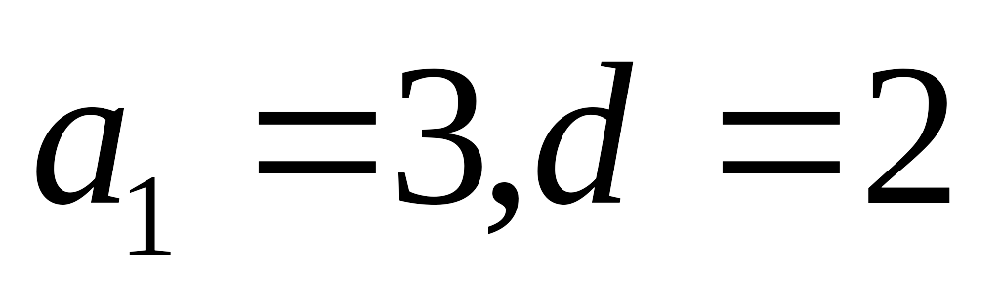 a₁ =3,d =2